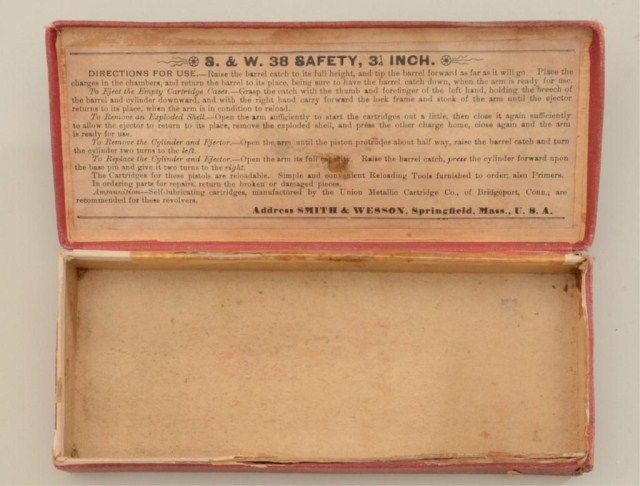 S. & W. 38 SAFETY, 3¼ INCH.
DIRECTIONS FOR USE.—Raise the barrel catch to its full height, and tip the barrel forward as far as it will go. Place the
charges in the chambers, and return the barrel to its place, being sure to have the barrel catch down, when the arm is ready for use.
To Eject the Empty Cartridge Cases.—Grasp the catch with the thumb and forefinger of the left hand, holding the breech of
the barrel and cylinder downward, and with the right hand carry forward the lock frame and stock of the arm until the ejector
returns to its place, when the arm is in condition to reload.
To Remove an Exploded Shell.—Open the arm sufficiently to start the cartridges out a little, then close it again sufficiently
to allow the ejector to return to its place, remove the exploded shell, and press the other charge home, close again and the arm
is ready for use.
To Remove the Cylinder and Ejector.—Open the arm until the piston protrudes about half way, raise the barrel catch and turn
the cylinder two turns to the left.
To Replace the Cylinder and Ejector.—Open the arm its full capacity. Raise the barrel catch, press the cylinder forward upon
the base pin and give it two turns to the right.
The Cartridges for these pistols are reloadable. Simple and convenient Reloading Tools furnished to order; also Primers.
In ordering parts for repairs, return the broken or damaged pieces.
Ammunition—Self-lubricating cartridges, manufactured by the Union Metallic Cartridge Co., of Bridgeport, Conn., are
recommended for these revolvers.
Address SMITH & WESSON, Springfield, Mass., U. S. A.